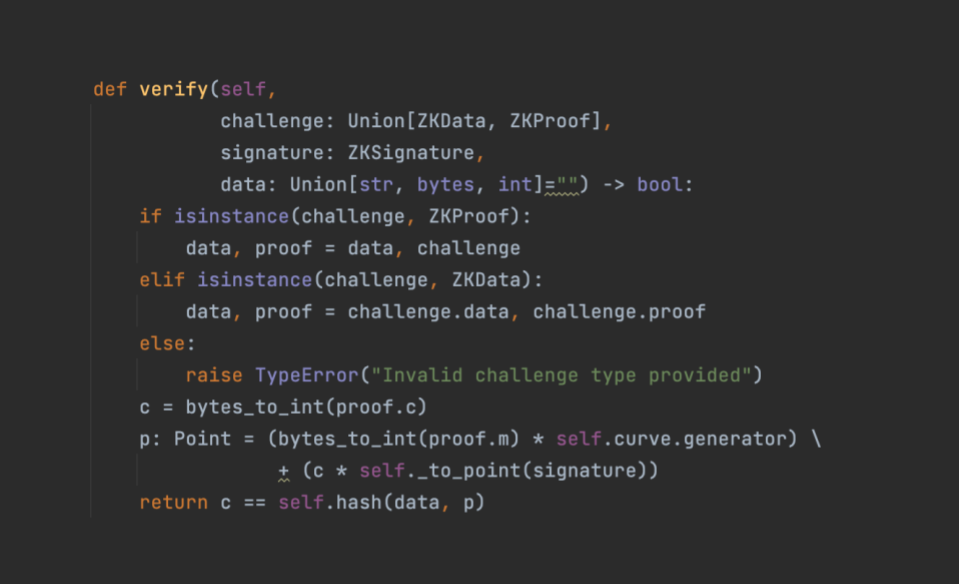 def verify(self,
challenge: Union[ZKData, ZKProof],
signature: ZKSignature,
data: Union[str, bytes, int]="") -> bool:
if isinstance(challenge, ZKProof):
data, proof = data, challenge
elif isinstance(challenge, ZKData):
data, proof = challenge.data, challenge.proof
else:
raise TypeError("Invalid challenge type provided")
c = bytes_to_int(proof.c)
p: Point = (bytes_to_int(proof.m) * self.curve.generator) \
+ (c * self._to_point(signature))
return c == self.hash(data, p)